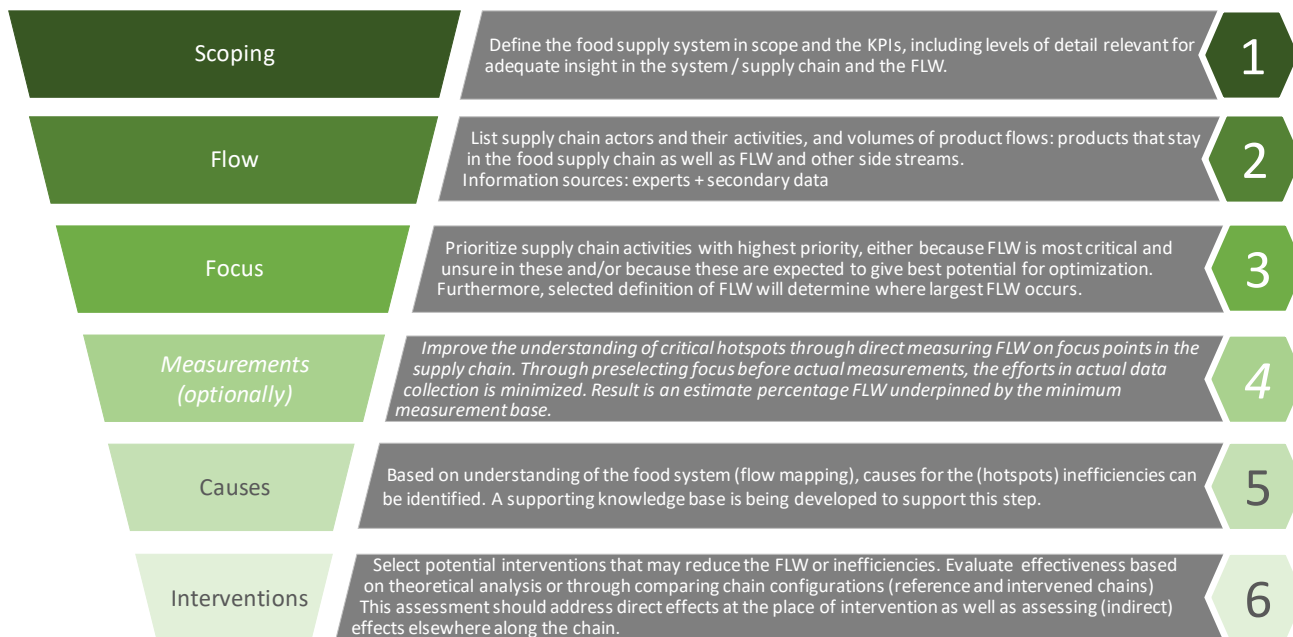 Scoping
Define the food supply system in scope and the KPIs, including levels of detail relevant for
adequate insight in the system / supply chain and the FLW.
1
Flow
List supply chain actors and their activities, and volumes of product flows: products that stay
in the food supply chain as well as FLW and other side streams.
Information sources: experts + secondary data
2
Focus
Prioritize supply chain activities with highest priority, either because FLW is most critical and
unsure in these and/or because these are expected to give best potential for optimization.
Furthermore, selected definition of FLW will determine where largest FLW occurs.
3
Measurements
(optionally)
Improve the understanding of critical hotspots through direct measuring FLW on focus points in the
supply chain. Through preselecting focus before actual measurements, the efforts in actual data
collection is minimized. Result is an estimate percentage FLW underpinned by the minimum
measurement base.
4
Causes
Based on understanding of the food system (flow mapping), causes for the (hotspots) inefficiencies can
be identified. A supporting knowledge base is being developed to support this step.
5
Interventions
Select potential interventions that may reduce the FLW or inefficiencies. Evaluate effectiveness based
on theoretical analysis or through comparing chain configurations (reference and intervened chains)
This assessment should address direct effects at the place of intervention as well as assessing (indirect)
effects elsewhere along the chain.
6